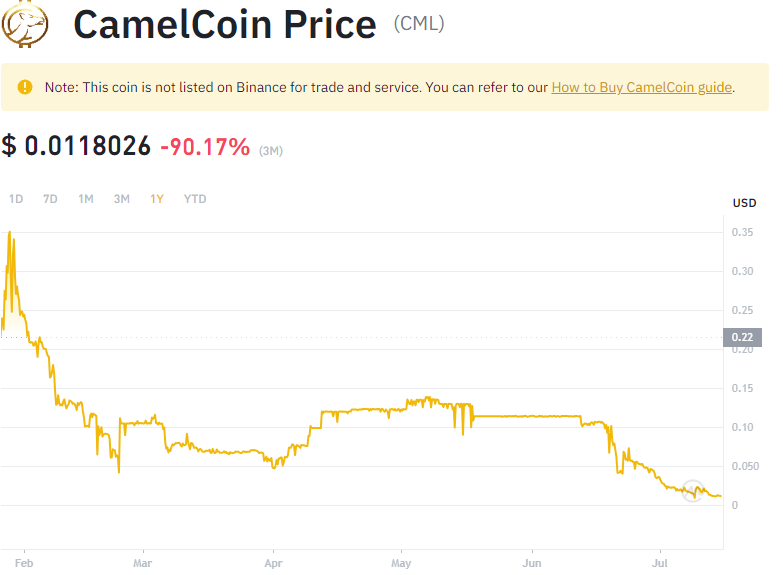 CamelCoin Price (CML)
Note: This coin is not listed on Binance for trade and service. You can refer to our How to Buy CamelCoin guide.
$ 0.0118026 -90.17% (3M)
1D 7D 1M 3M 1Y YTD
USD
0.35
0.30
0.25
0.22
0.20
0.15
0.10
0.050
0
Feb Mar Apr May Jun Jul